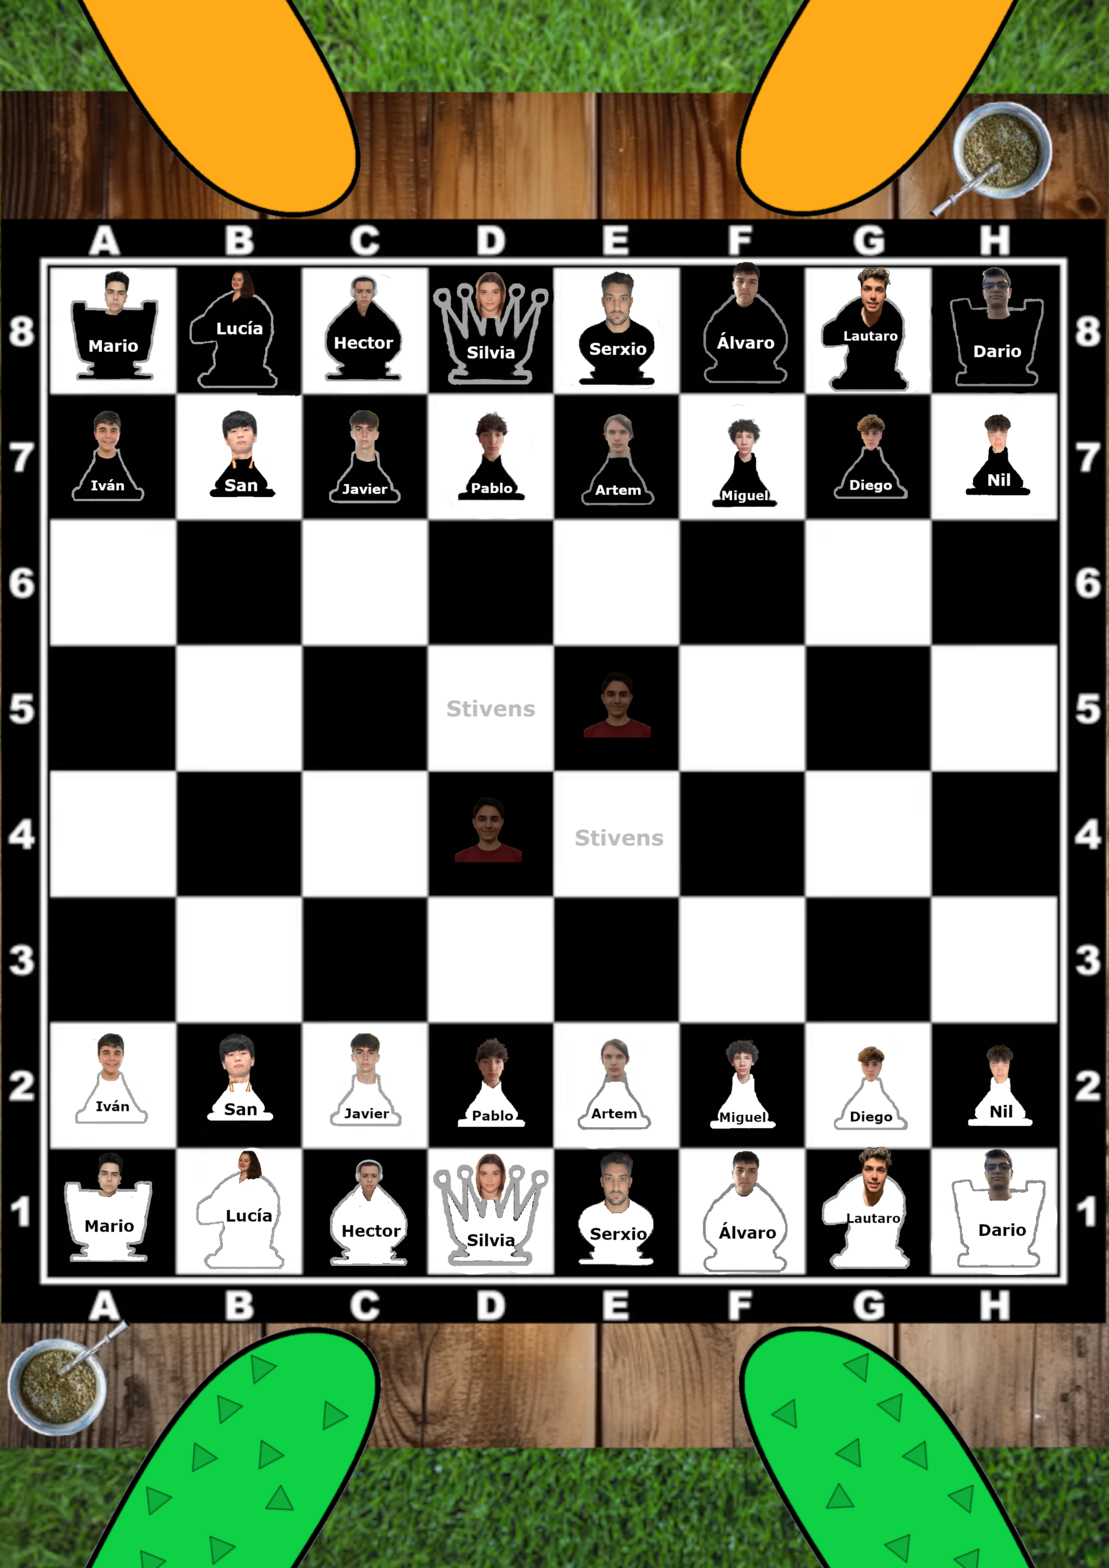 A B C D E F G H
8 Mario Lucía Hector Silvia Serxio Álvaro Lautaro Dario 8
7 Iván San Javier Pablo Artem Miguel Diego Nil 7
6 6
5 Stivens 5
4 Stivens 4
3 3
2 Iván San Javier Pablo Artem Miguel Diego Nil 2
1 Mario Lucía Hector Silvia Serxio Álvaro Lautaro Dario 1
A B C D E F G H